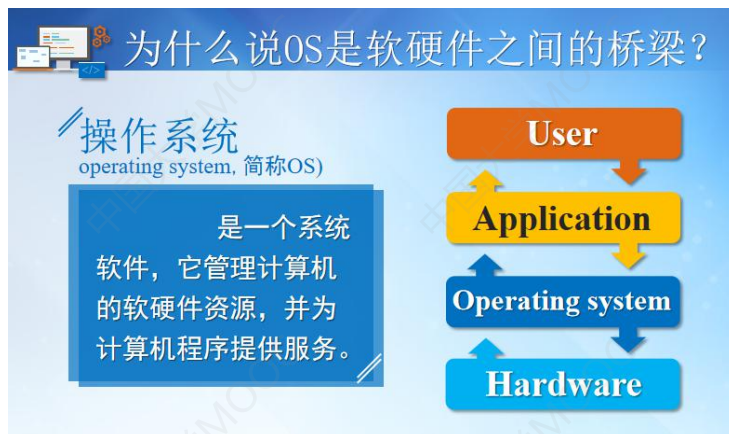 为什么说OS是软硬件之间的桥梁？
操作系统
operating system, 简称OS)
是一个系统
软件，它管理计算机
的软硬件资源，并为
计算机程序提供服务。
User
Application
Operating system
Hardware